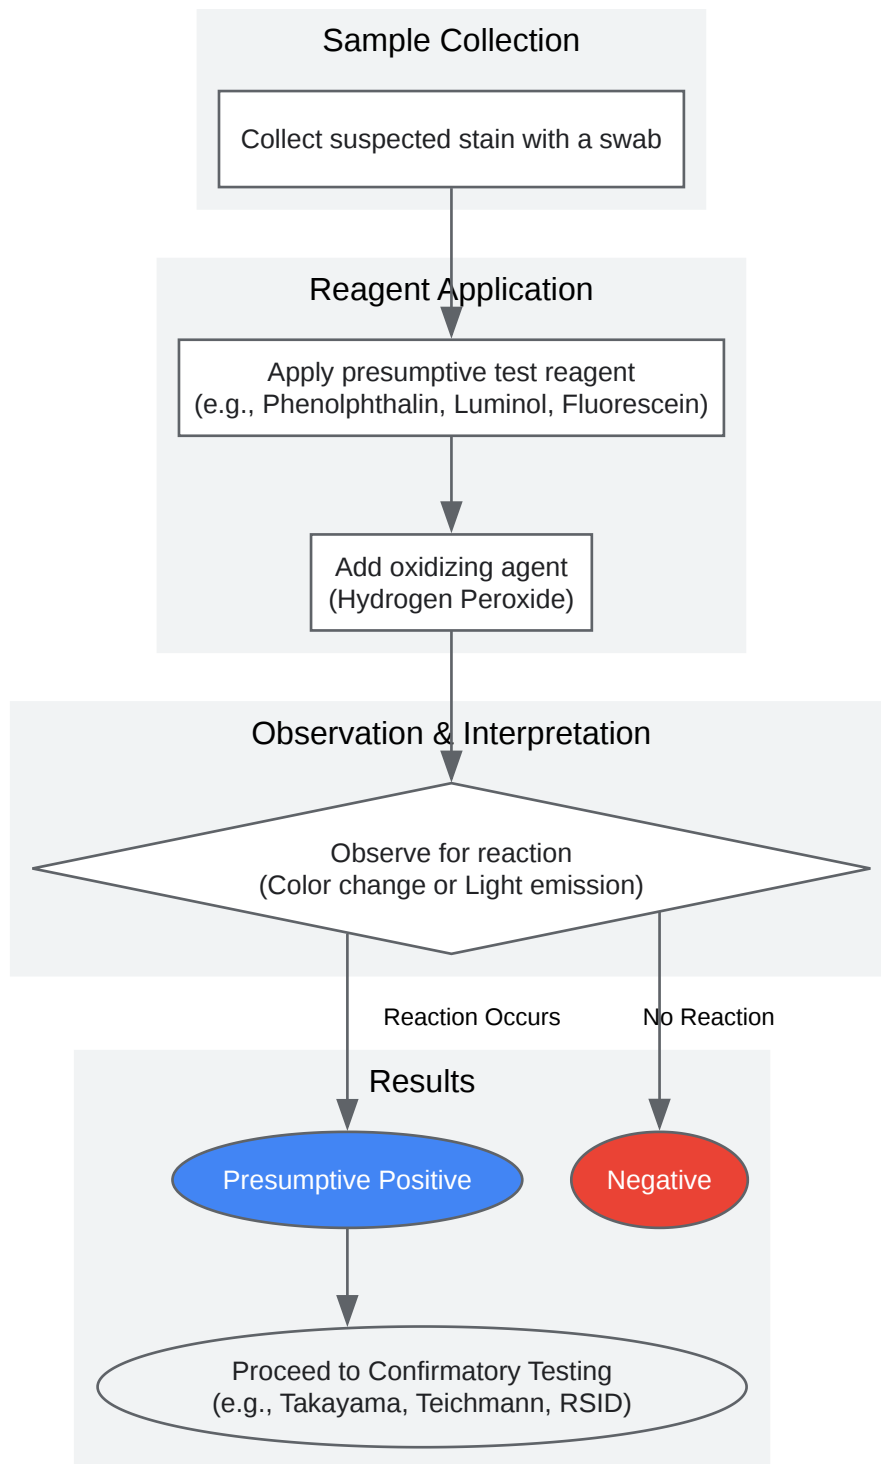 Sample Collection
Collect suspected stain with a swab
Reagent Application
Apply presumptive test reagent
(e.g., Phenolphthalin, Luminol, Fluorescein)
Add oxidizing agent
(Hydrogen Peroxide)
Observation & Interpretation
Observe for reaction
(Color change or Light emission)
Reaction Occurs
No Reaction
Results
Presumptive Positive
Negative
Proceed to Confirmatory Testing
(e.g., Takayama, Teichmann, RSID)